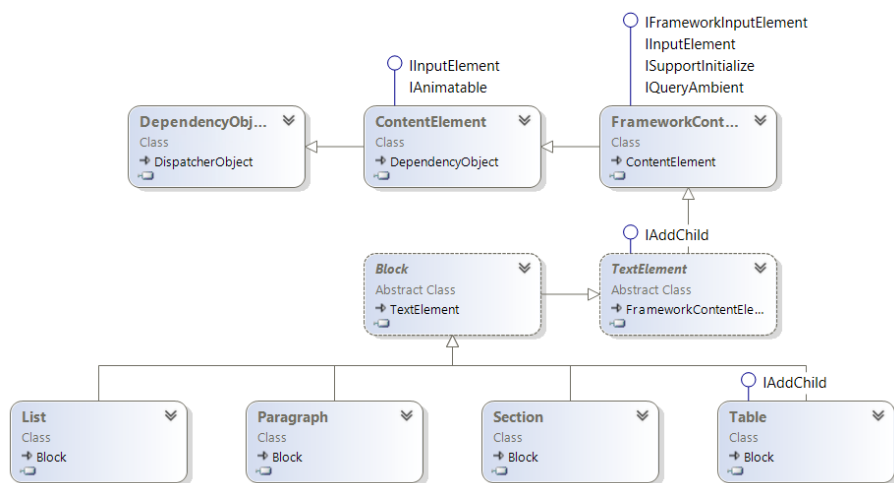 IFrameworkInputElement
IInputElement
ISupportInitialize
IQueryAmbient
IInputElement
IAnimatable
DependencyObj...
Class
DispatcherObject
ContentElement
Class
DependencyObject
FrameworkCont...
Class
ContentElement
IAddChild
Block
Abstract Class
TextElement
TextElement
Abstract Class
FrameworkContentEle...
IAddChild
List
Class
Block
Paragraph
Class
Block
Section
Class
Block
Table
Class
Block